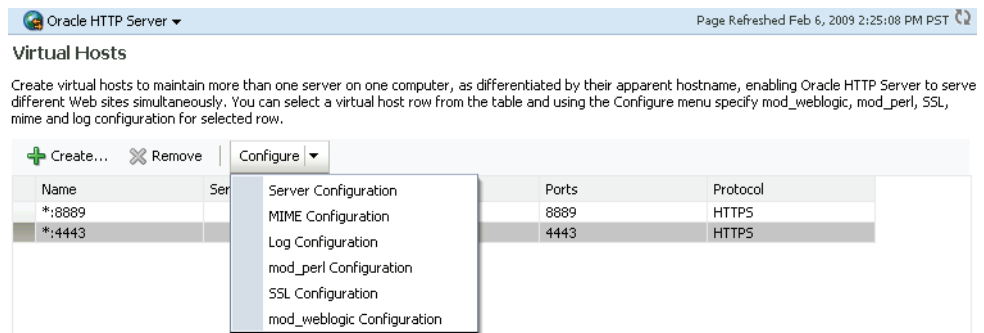 Oracle HTTP Server
Page Refreshed Feb 6, 2009 2:25:08 PM PST
Virtual Hosts
Create virtual hosts to maintain more than one server on one computer, as differentiated by their apparent hostname, enabling Oracle HTTP Server to serve
different Web sites simultaneously. You can select a virtual host row from the table and using the Configure menu specify mod_weblogic, mod_perl, SSL,
mime and log configuration for selected row.
Create... Remove Configure
Name Ser Ports Protocol
*:8889 8889 HTTPS
*:4443 4443 HTTPS
Server Configuration
MIME Configuration
Log Configuration
mod_perl Configuration
SSL Configuration
mod_weblogic Configuration